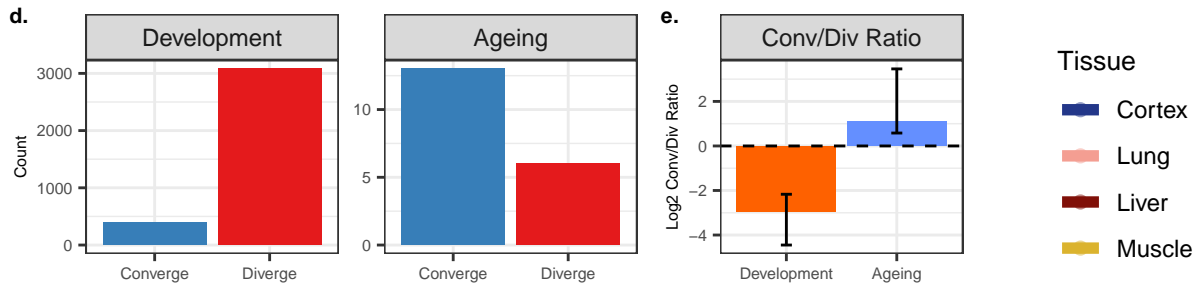 d.
Development
Ageing
Count
3000
2000
1000
0
10
5
0
Converge
Diverge
Converge
Diverge
e.
Conv/Div Ratio
Log2 Conv/Div Ratio
2
0
−2
−4
Development
Ageing
Tissue
Cortex
Lung
Liver
Muscle